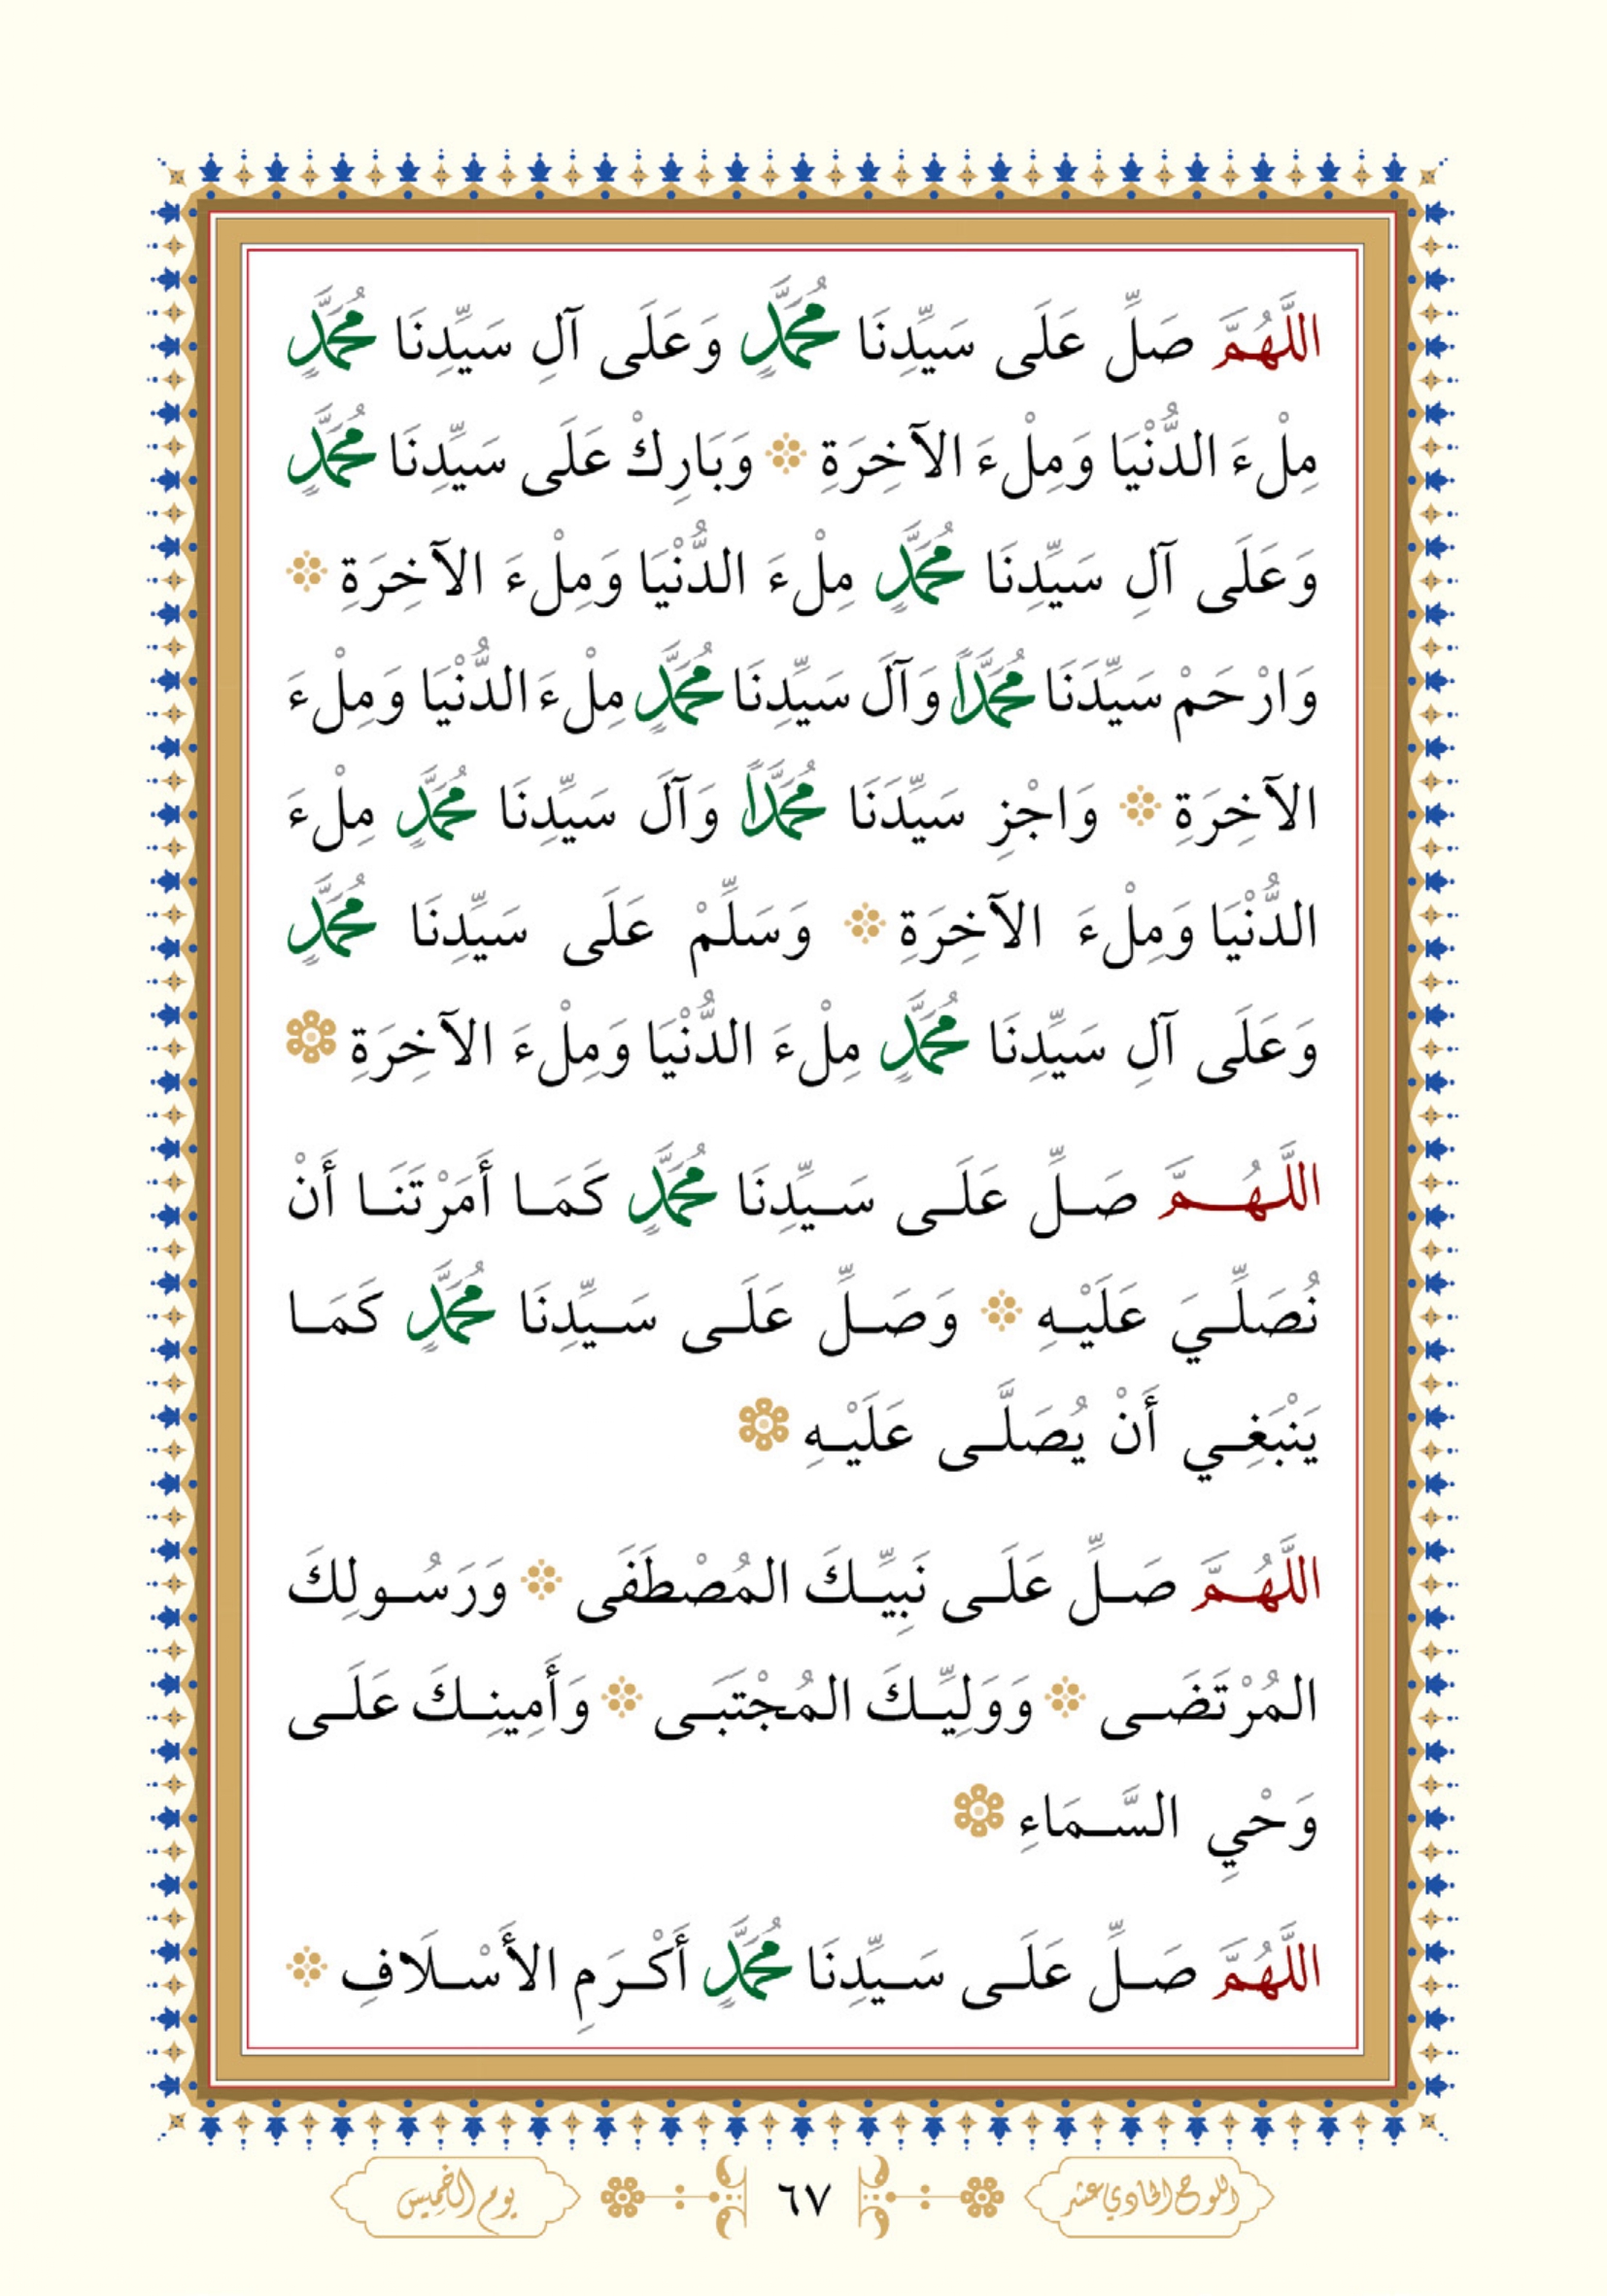 اللَّهُمَّ صَلِّ عَلَى سَيِّدِنَا مُحَمَّدٍ وَعَلَى آلِ سَيِّدِنَا مُحَمَّدٍ
مِلْءَ الدُّنْيَا وَمِلْءَ الآخِرَةِ ۞ وَبَارِكْ عَلَى سَيِّدِنَا مُحَمَّدٍ
وَعَلَى آلِ سَيِّدِنَا مُحَمَّدٍ مِلْءَ الدُّنْيَا وَمِلْءَ الآخِرَةِ ۞
وَارْحَمْ سَيِّدَنَا مُحَمَّدًا وَآلَ سَيِّدِنَا مُحَمَّدٍ مِلْءَ الدُّنْيَا وَمِلْءَ
الآخِرَةِ ۞ وَاجْزِ سَيِّدَنَا مُحَمَّدًا وَآلَ سَيِّدِنَا مُحَمَّدٍ مِلْءَ
الدُّنْيَا وَمِلْءَ الآخِرَةِ ۞ وَسَلِّمْ عَلَى سَيِّدِنَا مُحَمَّدٍ
وَعَلَى آلِ سَيِّدِنَا مُحَمَّدٍ مِلْءَ الدُّنْيَا وَمِلْءَ الآخِرَةِ ۞
اللَّهُمَّ صَلِّ عَلَى سَيِّدِنَا مُحَمَّدٍ كَمَا أَمَرْتَنَا أَنْ
نُصَلِّيَ عَلَيْهِ ۞ وَصَلِّ عَلَى سَيِّدِنَا مُحَمَّدٍ كَمَا
يَنْبَغِي أَنْ يُصَلَّى عَلَيْهِ ۞
اللَّهُمَّ صَلِّ عَلَى نَبِيِّكَ المُصْطَفَى ۞ وَرَسُولِكَ
المُرْتَضَى ۞ وَوَلِيِّكَ المُجْتَبَى ۞ وَأَمِينِكَ عَلَى
وَحْيِ السَّمَاءِ ۞
اللَّهُمَّ صَلِّ عَلَى سَيِّدِنَا مُحَمَّدٍ أَكْرَمِ الأَسْلَافِ ۞
اللوح الحادي عشر ٦٧ يوم الخميس